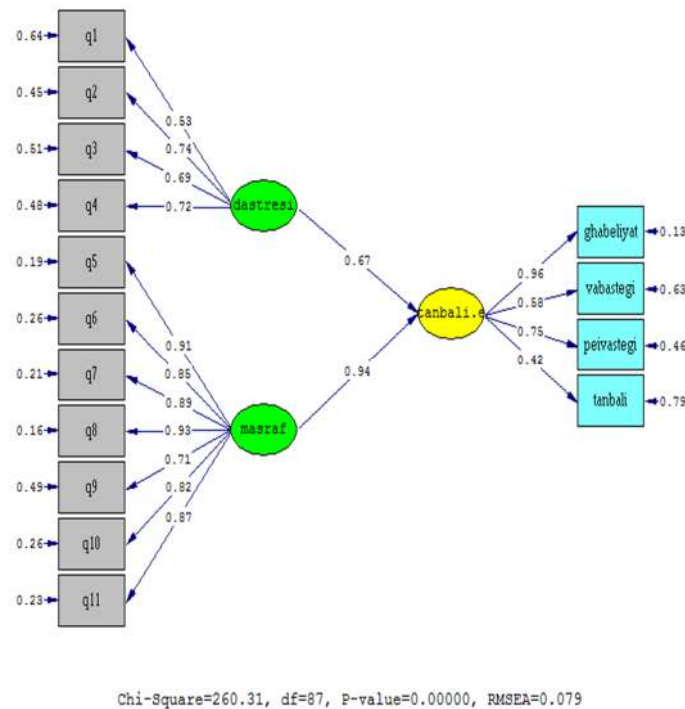 0.64 q1
0.45 q2
0.51 q3
0.48 q4
0.19 q5
0.26 q6
0.21 q7
0.16 q8
0.49 q9
0.26 q10
0.23 q11
0.53
0.74
0.69
0.72
0.91
0.85
0.89
0.93
0.71
0.82
0.87
dastresi
masraf
0.67
0.94
tanbali.e
0.96
0.58
0.75
0.42
ghabeliyat 0.13
vabastegi 0.63
peivastegi 0.46
tanbali 0.79
Chi-Square=260.31, df=87, P-value=0.00000, RMSEA=0.079